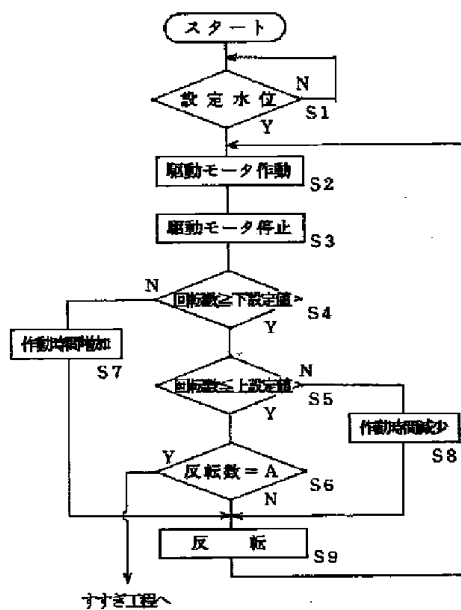 スタート
設定水位
N
S1
Y
駆動モータ作動
S2
駆動モータ停止
S3
N
回転数≧下設定値
S4
Y
作動時間増加
S7
回転数≦上設定値
N
S5
Y
作動時間減少
S8
Y
反転数＝A
S6
N
反転
S9
すすぎ工程へ